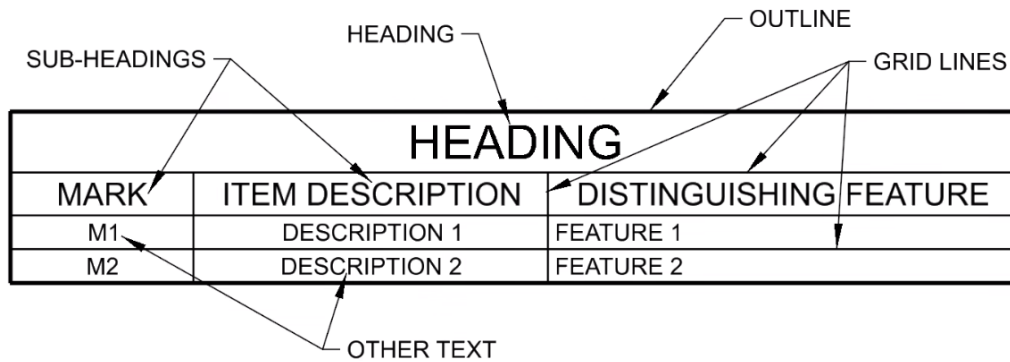 OUTLINE
HEADING
SUB-HEADINGS
GRID LINES
HEADING
MARK ITEM DESCRIPTION DISTINGUISHING FEATURE
M1 DESCRIPTION 1 FEATURE 1
M2 DESCRIPTION 2 FEATURE 2
OTHER TEXT